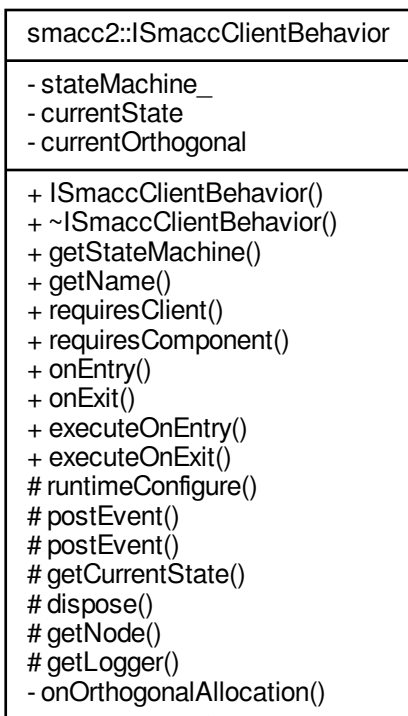 smacc2::ISmaccClientBehavior
- stateMachine_
- currentState
- currentOrthogonal
+ ISmaccClientBehavior()
+ ~ISmaccClientBehavior()
+ getStateMachine()
+ getName()
+ requiresClient()
+ requiresComponent()
+ onEntry()
+ onExit()
+ executeOnEntry()
+ executeOnExit()
# runtimeConfigure()
# postEvent()
# postEvent()
# getCurrentState()
# dispose()
# getNode()
# getLogger()
- onOrthogonalAllocation()